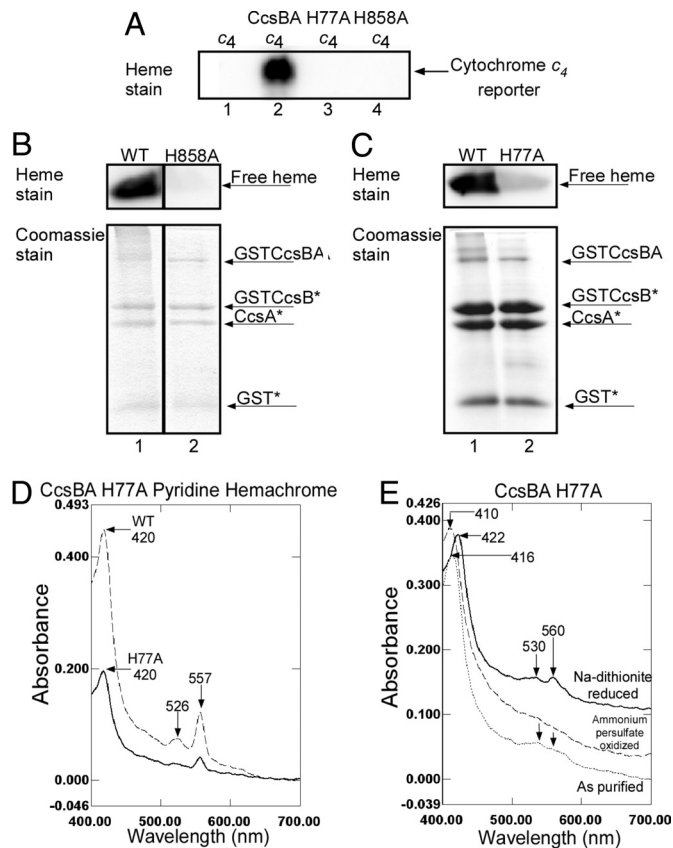 A
CcsBA H77A H858A
c4 c4 c4 c4
Heme stain
Cytochrome c4 reporter
1 2 3 4
B
WT H858A
Heme stain
Free heme
Coomassie stain
GSTCcsBA
GSTCcsB*
CcsA*
GST*
1 2
C
WT H77A
Heme stain
Free heme
Coomassie stain
GSTCcsBA
GSTCcsB*
CcsA*
GST*
1 2
D
CcsBA H77A Pyridine Hemachrome
0.493
0.400
0.200
0.000
-0.046
Absorbance
WT
420
H77A
420
526
557
400.00 500.00 600.00 700.00
Wavelength (nm)
E
CcsBA H77A
0.426
0.400
0.300
0.200
0.100
0.000
-0.039
Absorbance
410
422
416
530
560
Na-dithionite
reduced
Ammonium
persulfate
oxidized
As purified
400.00 500.00 600.00 700.00
Wavelength (nm)